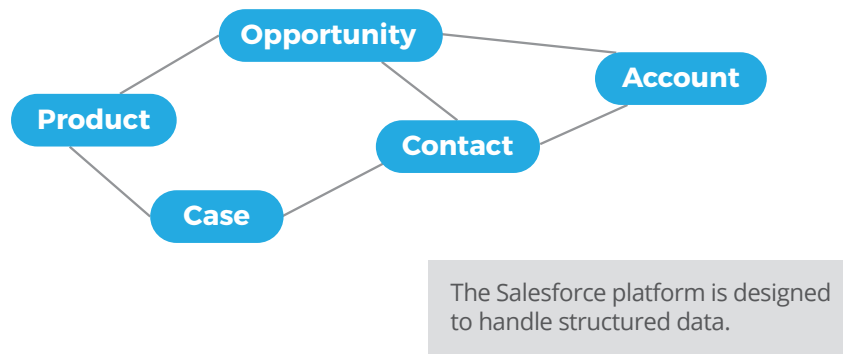 Opportunity
Account
Product
Contact
Case
The Salesforce platform is designed
to handle structured data.